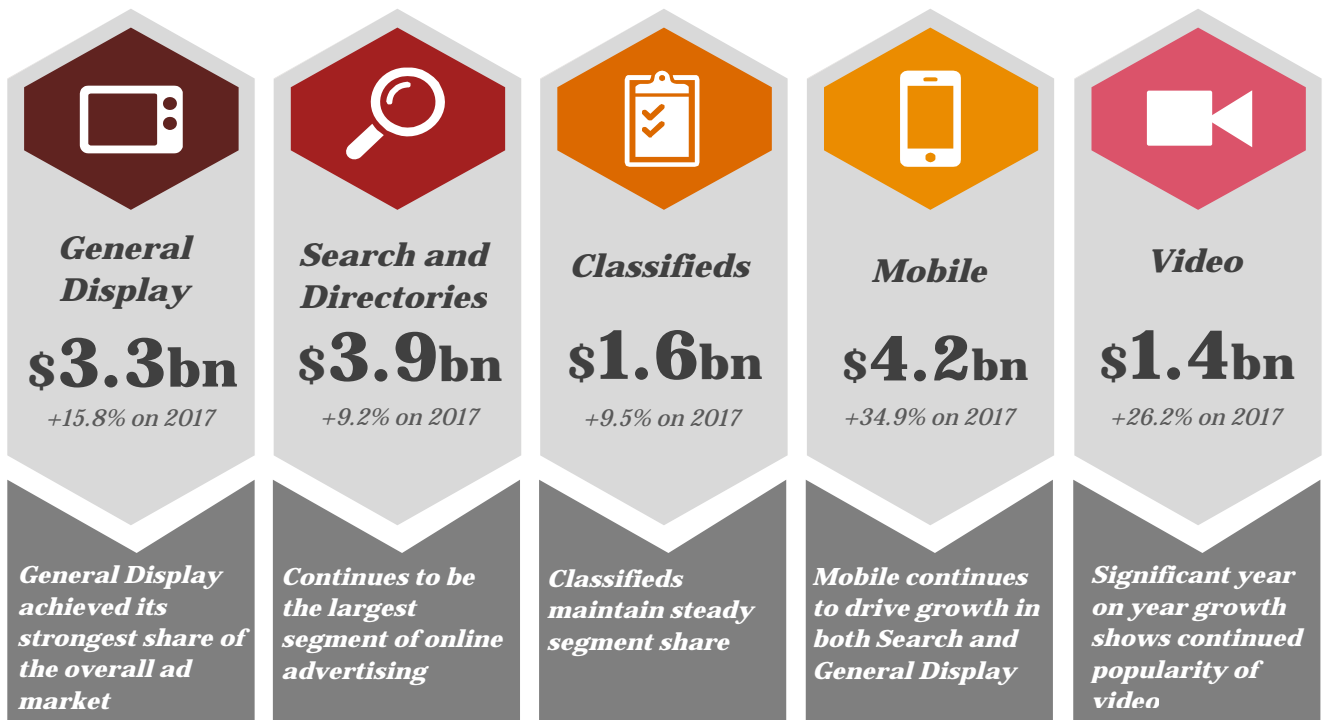 General
Display
$3.3bn
+15.8% on 2017
General Display
achieved its
strongest share of
the overall ad
market
Search and
Directories
$3.9bn
+9.2% on 2017
Continues to be
the largest
segment of online
advertising
Classifieds
$1.6bn
+9.5% on 2017
Classifieds
maintain steady
segment share
Mobile
$4.2bn
+34.9% on 2017
Mobile continues
to drive growth in
both Search and
General Display
Video
$1.4bn
+26.2% on 2017
Significant year
on year growth
shows continued
popularity of
video